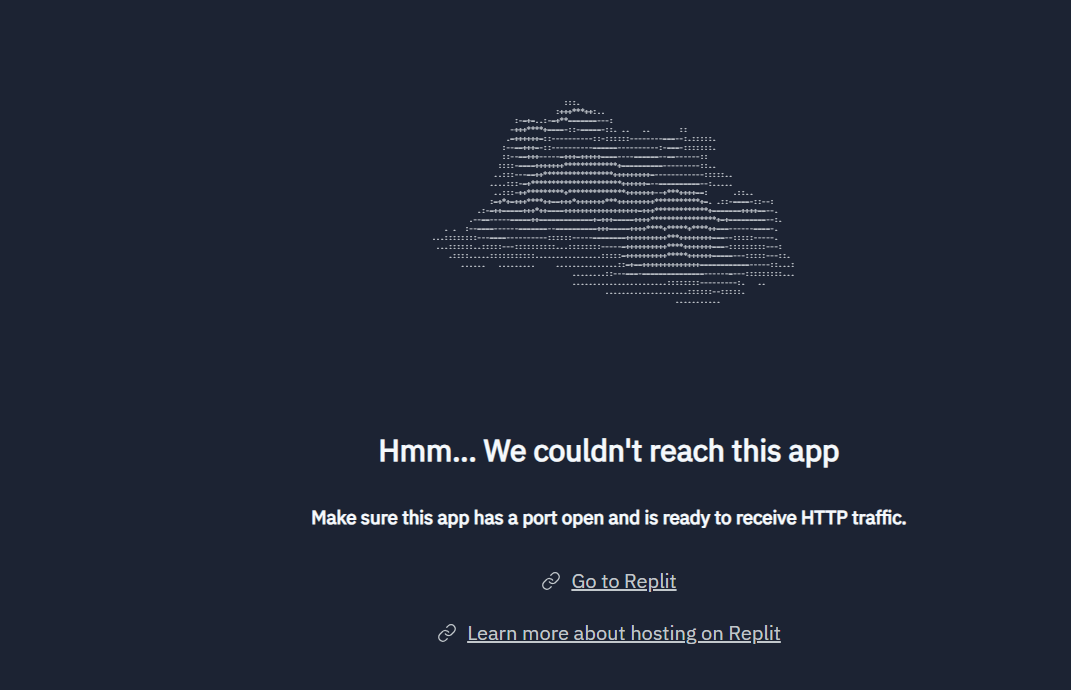 Hmm... We couldn't reach this app
Make sure this app has a port open and is ready to receive HTTP traffic.
Go to Replit
Learn more about hosting on Replit